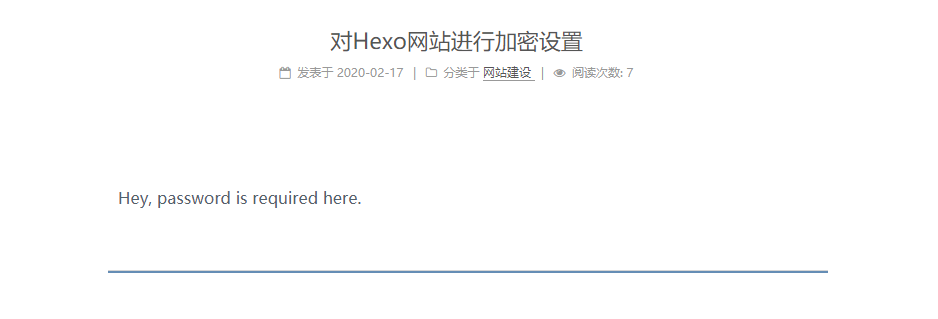 对Hexo网站进行加密设置
发表于 2020-02-17 | 分类于 网站建设 | 阅读次数: 7
Hey, password is required here.